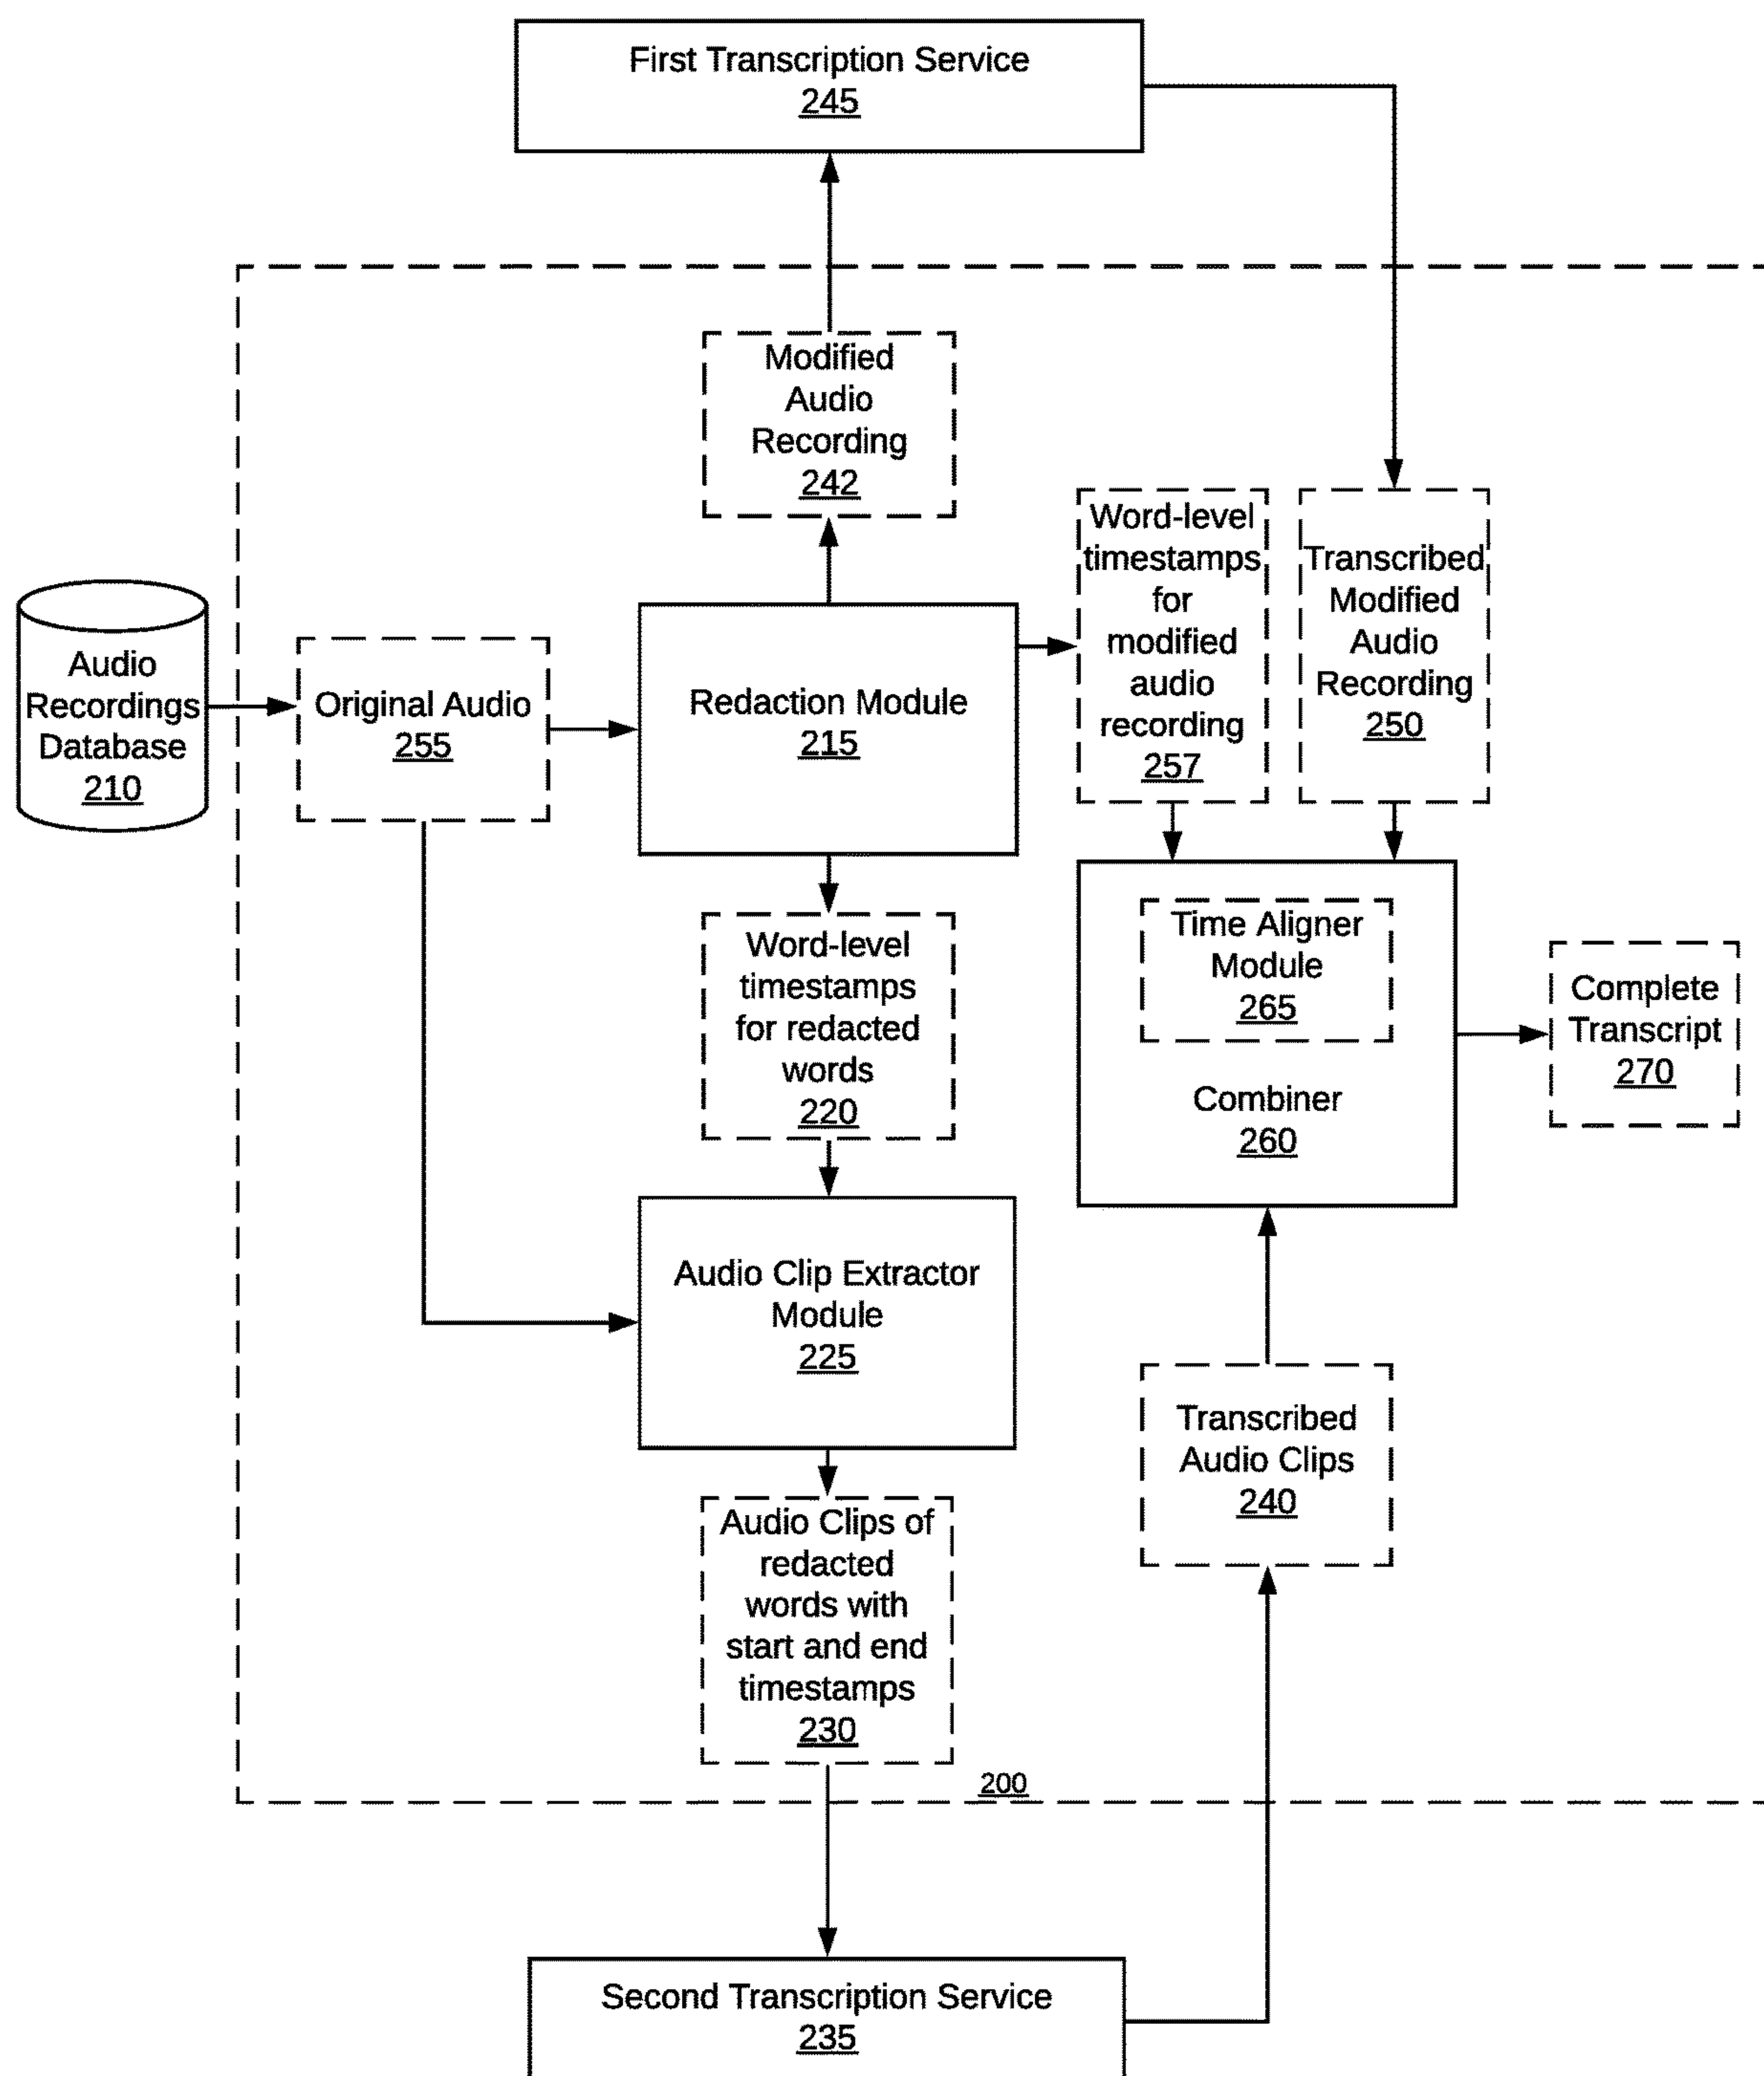 First Transcription Service
245
Modified
Audio
Recording
242
Word-level
timestamps
for
modified
audio
recording
257
Transcribed
Modified
Audio
Recording
250
Audio
Recordings
Database
210
Original Audio
255
Redaction Module
215
Word-level
timestamps
for redacted
words
220
Time Aligner
Module
265
Combiner
260
Complete
Transcript
270
Audio Clip Extractor
Module
225
Transcribed
Audio Clips
240
Audio Clips of
redacted
words with
start and end
timestamps
230
200
Second Transcription Service
235